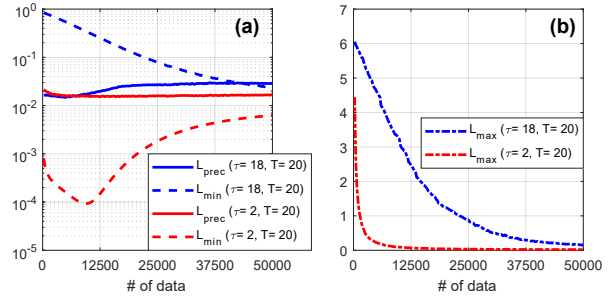 (a)
10^0
10^-1
10^-2
10^-3
10^-4
10^-5
L_prec (τ= 18, T= 20)
L_min (τ= 18, T= 20)
L_prec (τ= 2, T= 20)
L_min (τ= 2, T= 20)
0 12500 25000 37500 50000
# of data
(b)
7
6
5
4
3
2
1
0
L_max (τ= 18, T= 20)
L_max (τ= 2, T= 20)
0 12500 25000 37500 50000
# of data